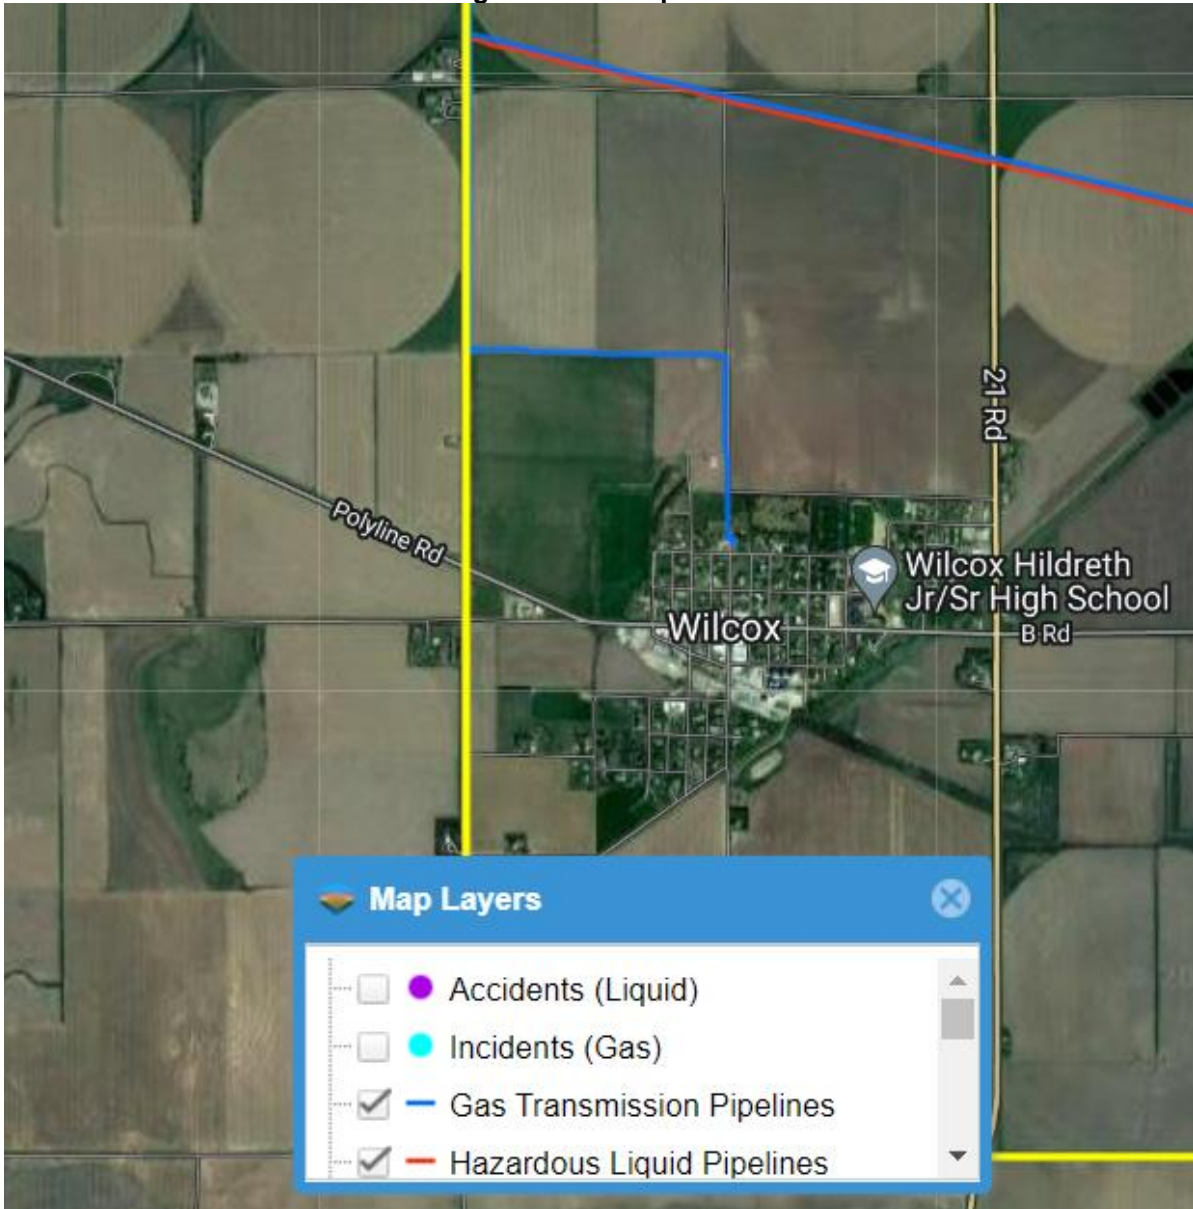 21 Rd
Polyline Rd
Wilcox Hildreth
Jr/Sr High School
Wilcox
B Rd
Map Layers
Accidents (Liquid)
Incidents (Gas)
Gas Transmission Pipelines
Hazardous Liquid Pipelines